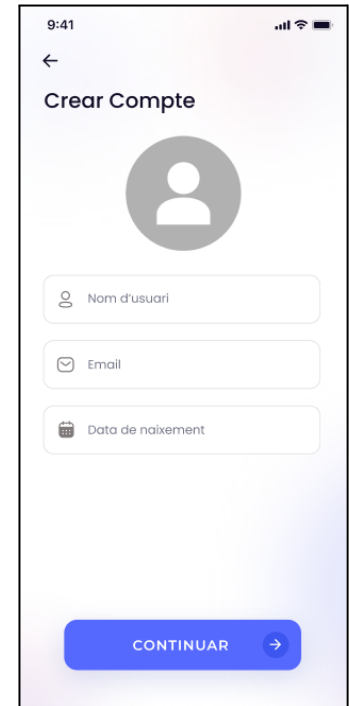 9:41
Crear Compte
Nom d'usuari
Email
Data de naixement
CONTINUAR